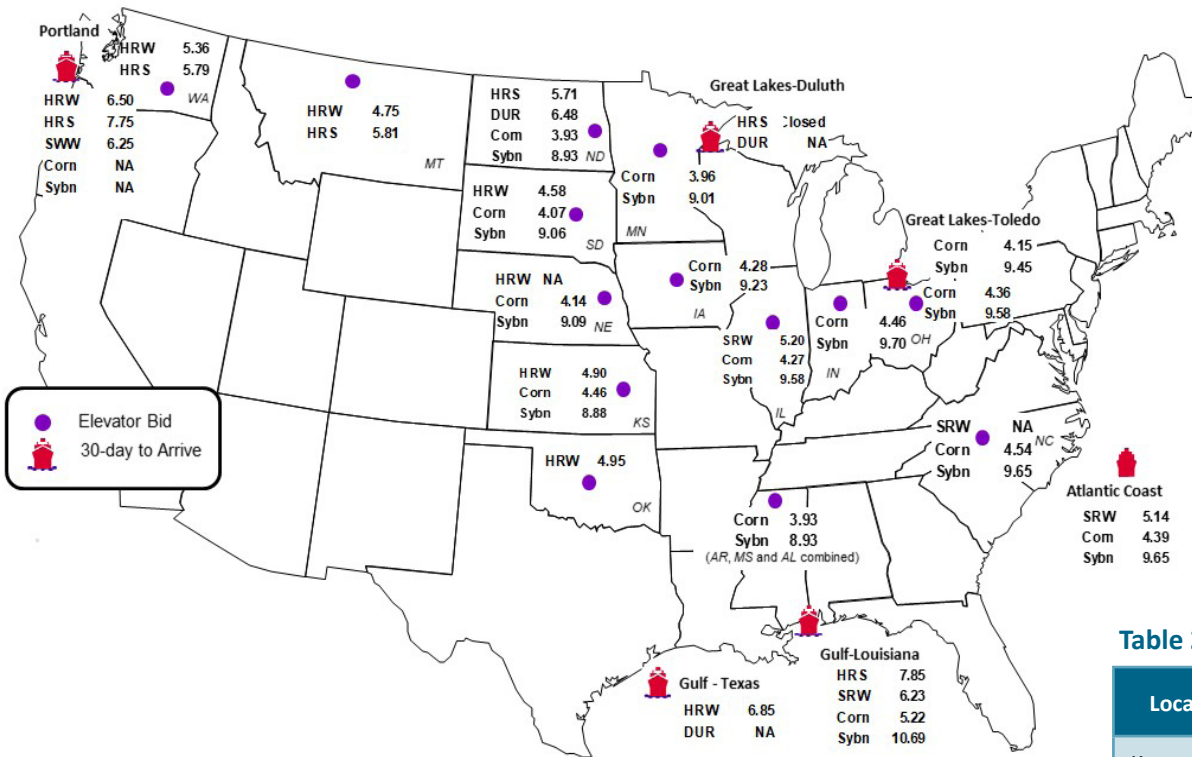 Portland
HRW 5.36
HRS 5.79
WA
HRW 6.50
HRS 7.75
SWW 6.25
Corn NA
Sybn NA
HRW 4.75
HRS 5.81
MT
HRS 5.71
DUR 6.48
Corn 3.93
Sybn 8.93
ND
HRW 4.58
Corn 4.07
Sybn 9.06
SD
HRW NA
Corn 4.14
Sybn 9.09
NE
HRW 4.90
Corn 4.46
Sybn 8.88
KS
HRW 4.95
OK
Great Lakes-Duluth
HRS Closed
DUR NA
Corn 3.96
Sybn 9.01
MN
Corn 4.28
Sybn 9.23
IA
SRW 5.20
Corn 4.27
Sybn 9.58
IL
Great Lakes-Toledo
Corn 4.15
Sybn 9.45
Corn 4.36
Sybn 9.58
OH
Corn 4.46
Sybn 9.70
IN
SRW NA
Corn 4.54
Sybn 9.65
NC
Corn 3.93
Sybn 8.93
(AR, MS and AL combined)
Atlantic Coast
SRW 5.14
Corn 4.39
Sybn 9.65
Gulf-Louisiana
HRS 7.85
SRW 6.23
Corn 5.22
Sybn 10.69
Gulf - Texas
HRW 6.85
DUR NA
Elevator Bid
30-day to Arrive
Table
Loca